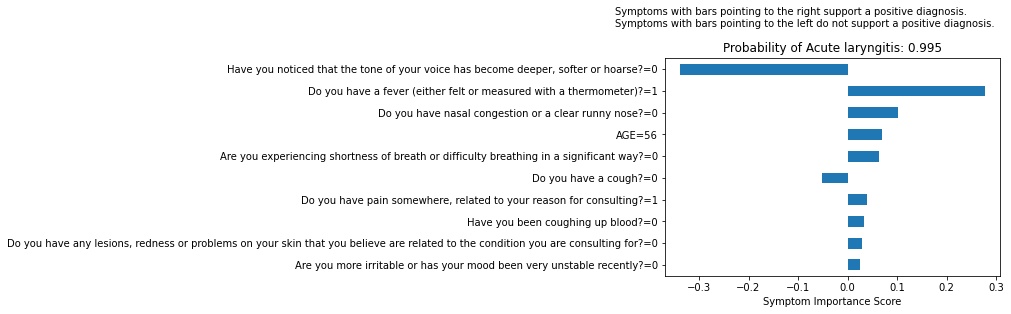 Symptoms with bars pointing to the right support a positive diagnosis.
Symptoms with bars pointing to the left do not support a positive diagnosis.
Probability of Acute laryngitis: 0.995
Have you noticed that the tone of your voice has become deeper, softer or hoarse?=0
Do you have a fever (either felt or measured with a thermometer)?=1
Do you have nasal congestion or a clear runny nose?=0
AGE=56
Are you experiencing shortness of breath or difficulty breathing in a significant way?=0
Do you have a cough?=0
Do you have pain somewhere, related to your reason for consulting?=1
Have you been coughing up blood?=0
Do you have any lesions, redness or problems on your skin that you believe are related to the condition you are consulting for?=0
Are you more irritable or has your mood been very unstable recently?=0
−0.3 −0.2 −0.1 0.0 0.1 0.2 0.3
Symptom Importance Score